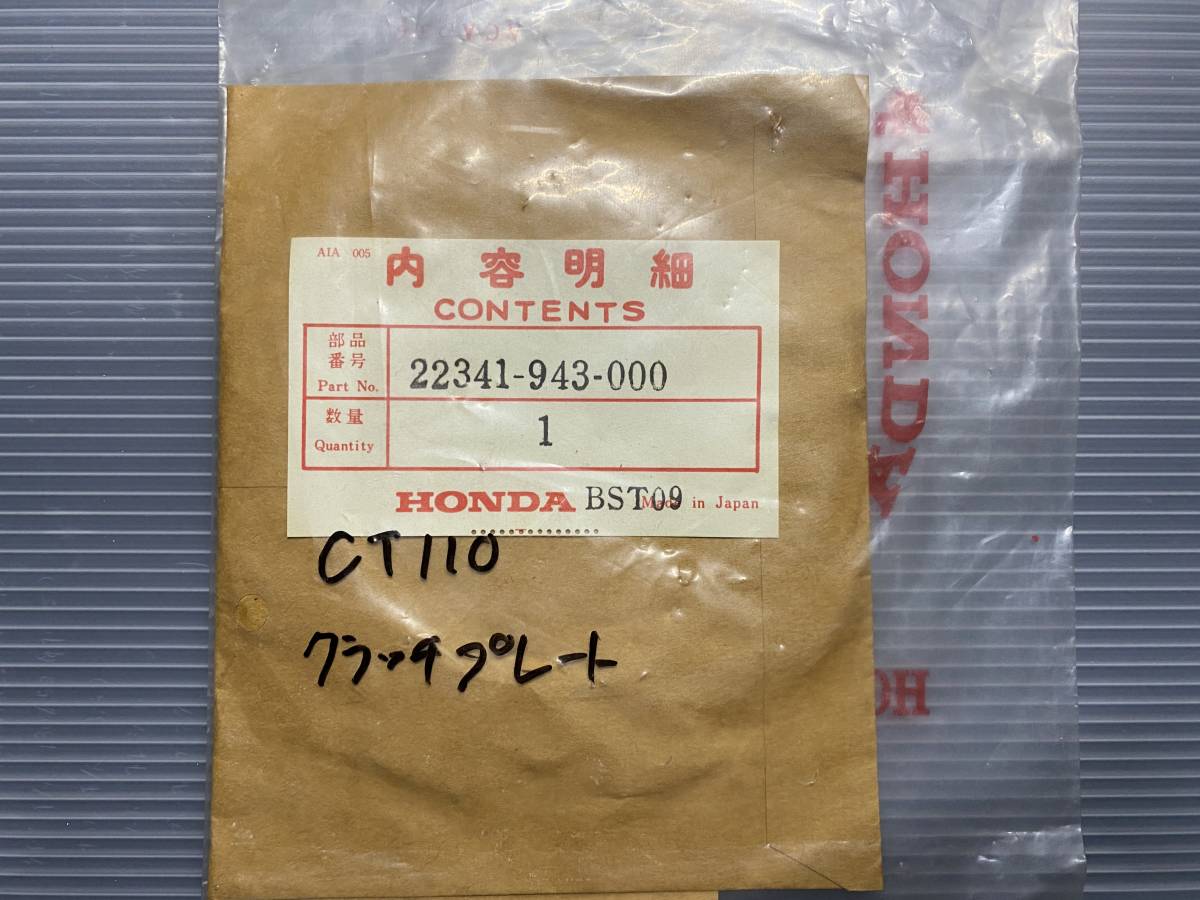 AIA 005
内容明細
CONTENTS
部品
番号
Part No.
22341-943-000
数量
Quantity
1
HONDA BST09 Made in Japan
CT110
クラッチプレート
HONDA
HO